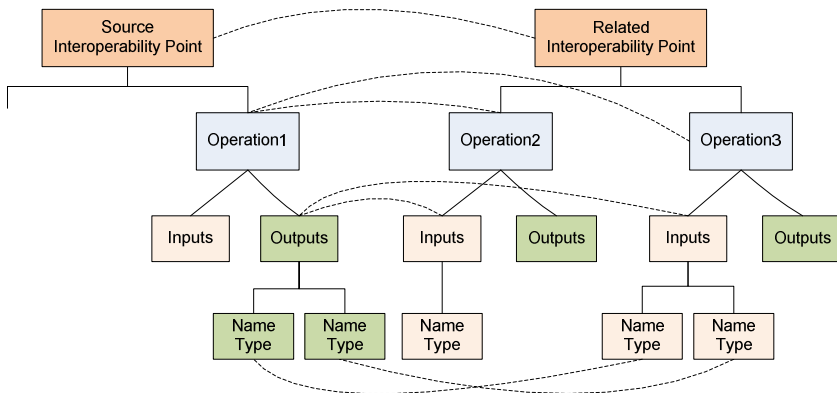 Source
Interoperability Point
Related
Interoperability Point
Operation1
Operation2
Operation3
Inputs
Outputs
Inputs
Outputs
Inputs
Outputs
Name
Type
Name
Type
Name
Type
Name
Type
Name
Type